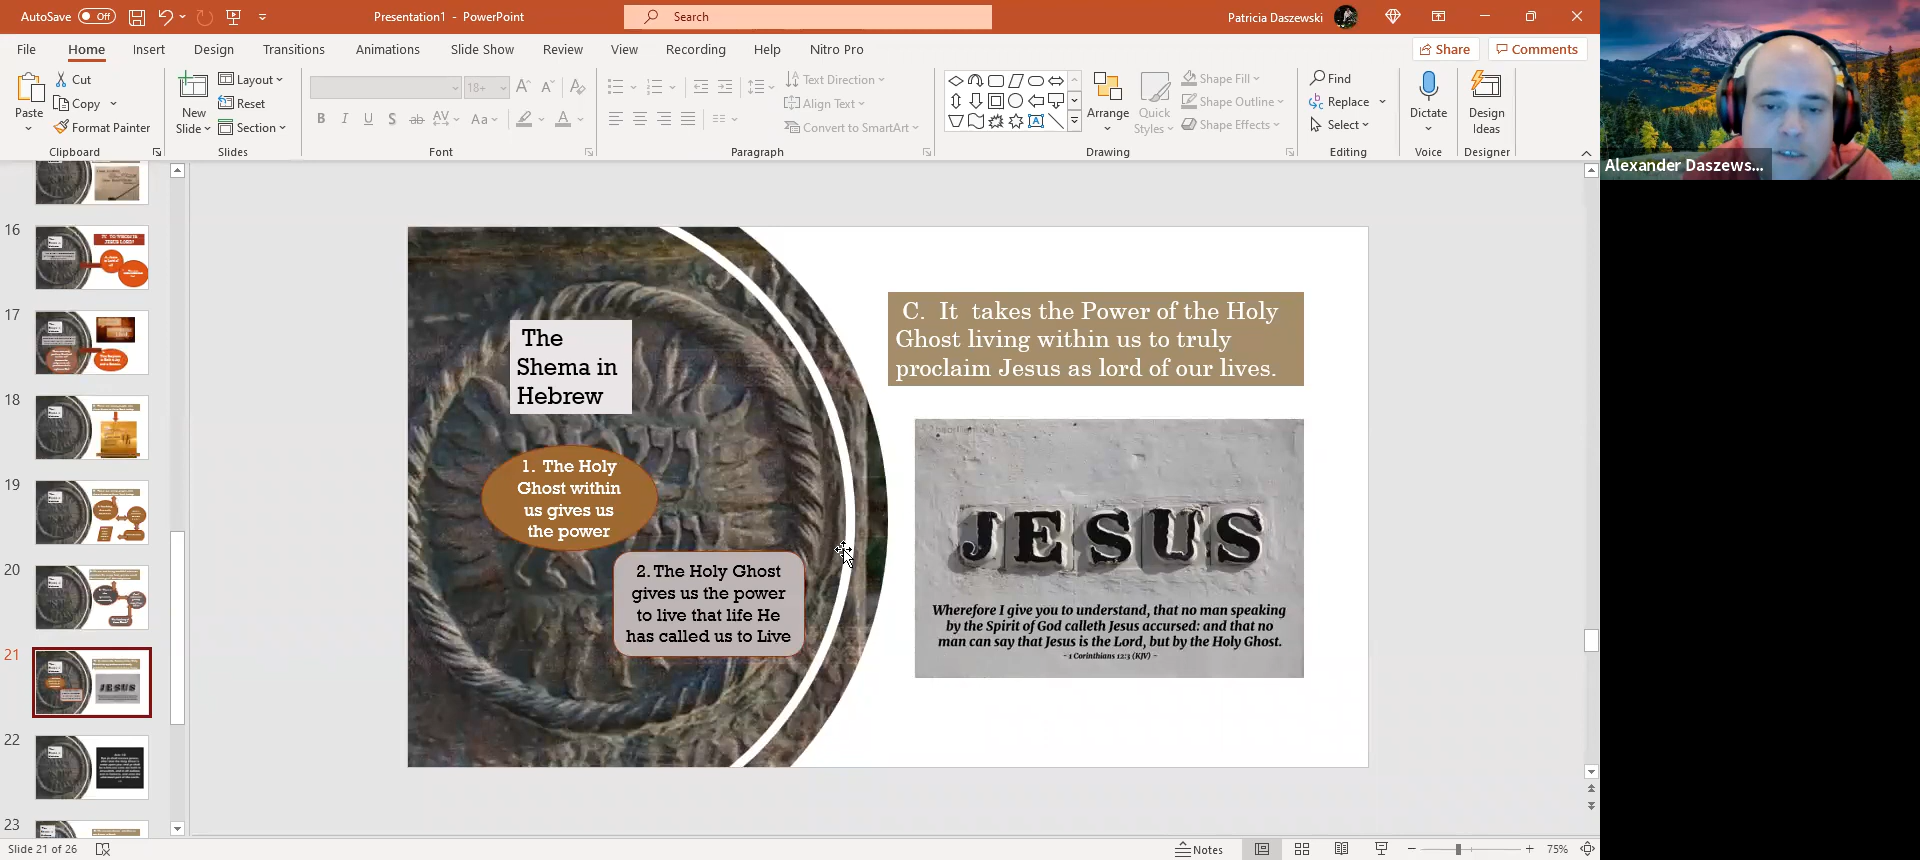 AutoSave Off
Presentation1 - PowerPoint
Search
Patricia Daszewski
File Home Insert Design Transitions Animations Slide Show Review View Recording Help Nitro Pro
Share Comments
Paste
Cut
Copy
Format Painter
Clipboard
New
Slide
Layout
Reset
Section
Slides
18+
Font
Text Direction
Align Text
Convert to SmartArt
Paragraph
Arrange
Quick
Styles
Shape Fill
Shape Outline
Shape Effects
Drawing
Find
Replace
Select
Editing
Dictate
Voice
Design
Ideas
Designer
Alexander Daszews...
16
17
18
19
20
21
22
23
The
Shema in
Hebrew
1. The Holy
Ghost within
us gives us
the power
2. The Holy Ghost
gives us the power
to live that life He
has called us to Live
C. It takes the Power of the Holy
Ghost living within us to truly
proclaim Jesus as lord of our lives.
JESUS
Wherefore I give you to understand, that no man speaking
by the Spirit of God calleth Jesus accursed: and that no
man can say that Jesus is the Lord, but by the Holy Ghost.
~ 1 Corinthians 12:3 (KJV) ~
Slide 21 of 26
Notes
75%